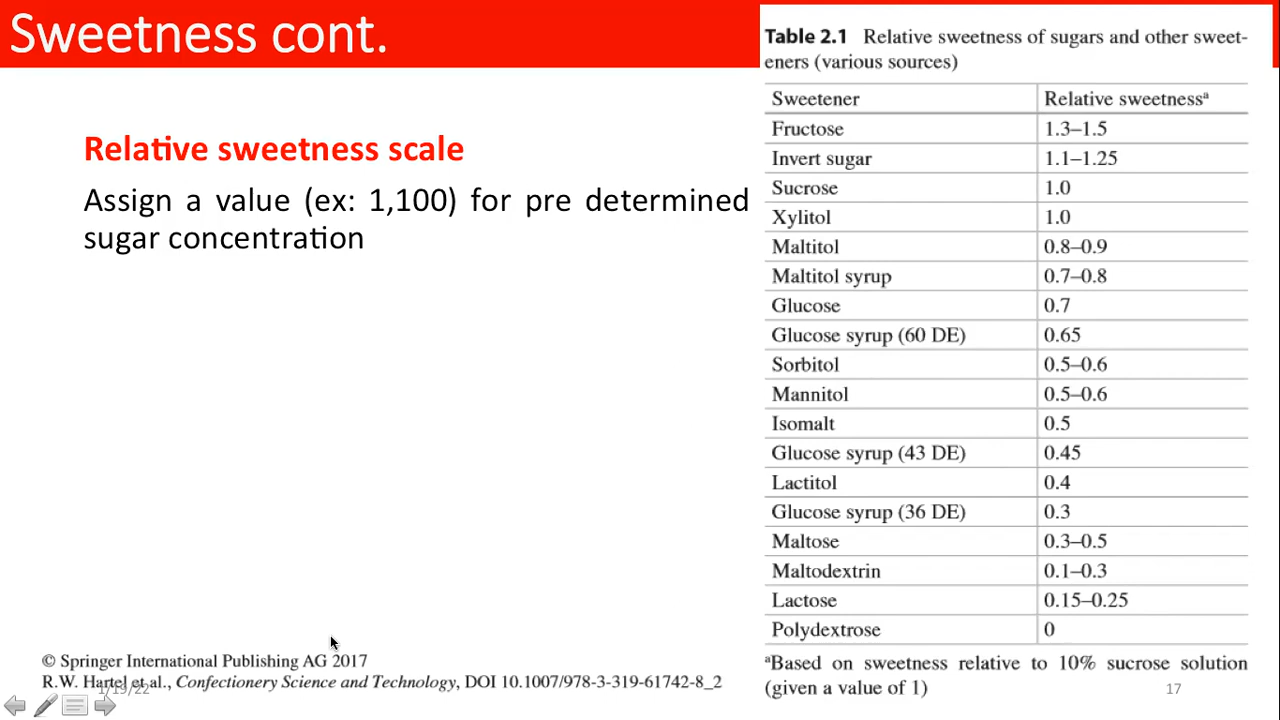 Sweetness cont.
Relative sweetness scale
Assign a value (ex: 1,100) for pre determined
sugar concentration
Table 2.1 Relative sweetness of sugars and other sweet-
eners (various sources)
Sweetener Relative sweetnessᵃ
Fructose 1.3–1.5
Invert sugar 1.1–1.25
Sucrose 1.0
Xylitol 1.0
Maltitol 0.8–0.9
Maltitol syrup 0.7–0.8
Glucose 0.7
Glucose syrup (60 DE) 0.65
Sorbitol 0.5–0.6
Mannitol 0.5–0.6
Isomalt 0.5
Glucose syrup (43 DE) 0.45
Lactitol 0.4
Glucose syrup (36 DE) 0.3
Maltose 0.3–0.5
Maltodextrin 0.1–0.3
Lactose 0.15–0.25
Polydextrose 0
ᵃBased on sweetness relative to 10% sucrose solution
(given a value of 1)
© Springer International Publishing AG 2017
R.W. Hartel et al., Confectionery Science and Technology, DOI 10.1007/978-3-319-61742-8_2
1/19/22
17